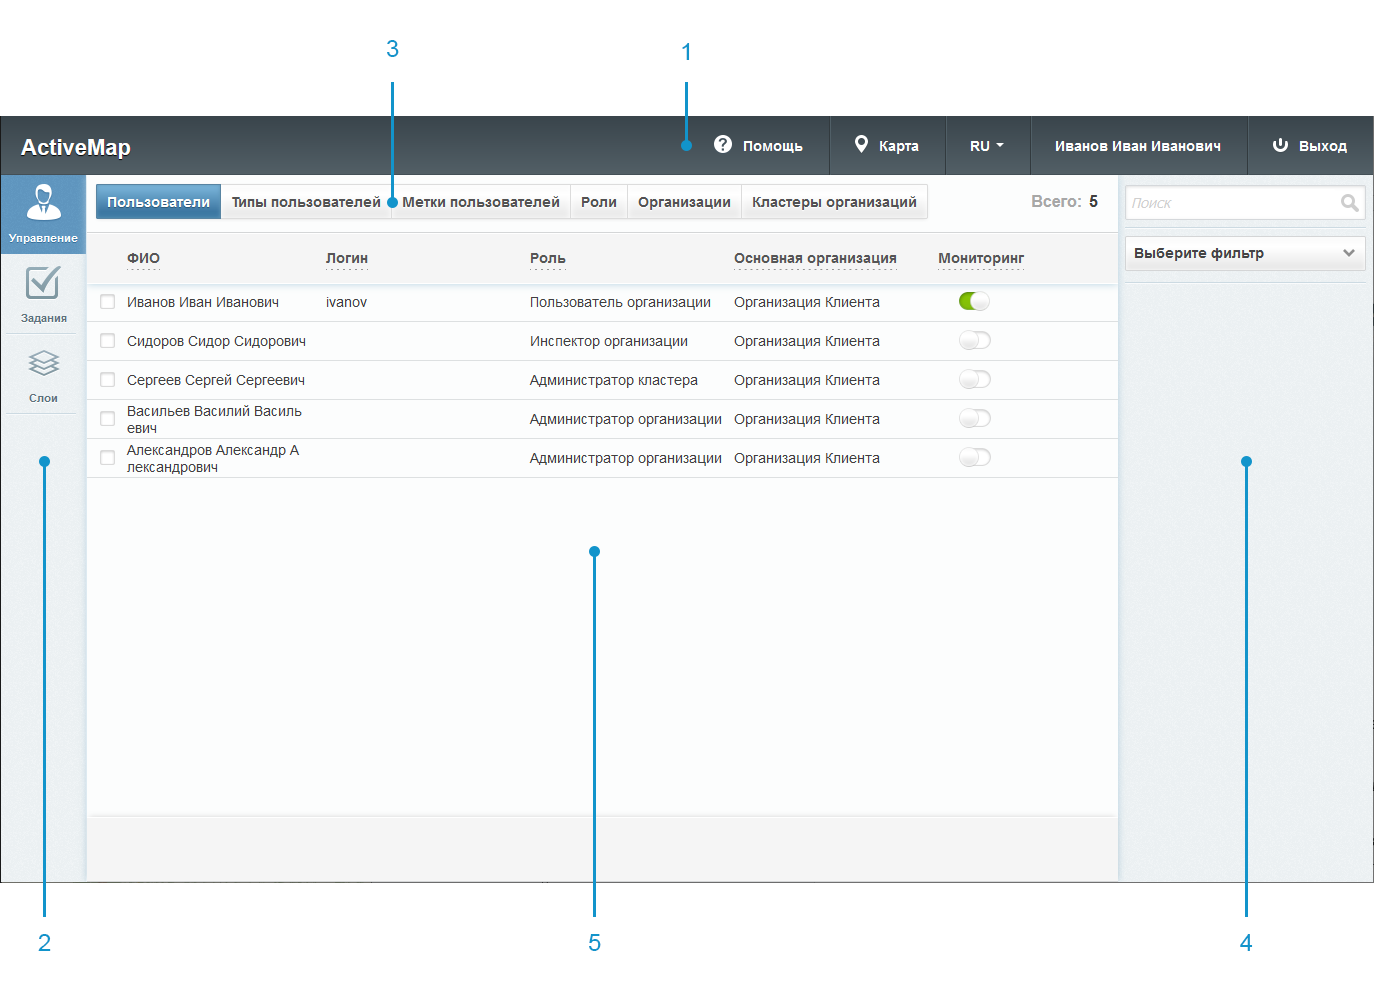 3
1
ActiveMap
Помощь
Карта
RU
Иванов Иван Иванович
Выход
Управление
Задания
Слои
Пользователи
Типы пользователей
Метки пользователей
Роли
Организации
Кластеры организаций
Всего: 5
Поиск
Выберите фильтр
ФИО
Логин
Роль
Основная организация
Мониторинг
Иванов Иван Иванович
ivanov
Пользователь организации
Организация Клиента
Сидоров Сидор Сидорович
Инспектор организации
Организация Клиента
Сергеев Сергей Сергеевич
Администратор кластера
Организация Клиента
Васильев Василий Василь
евич
Администратор организации
Организация Клиента
Александров Александр А
лександрович
Администратор организации
Организация Клиента
2
5
4